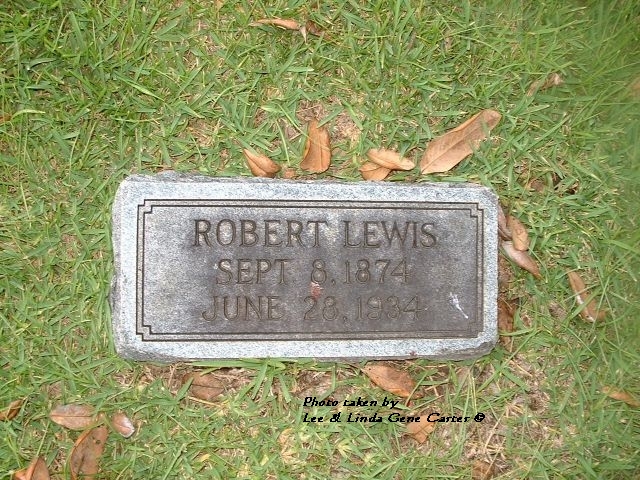 ROBERT LEWIS
SEPT 8, 1874
JUNE 28, 1934
Photo taken by
Lee & Linda Gene Carter ©